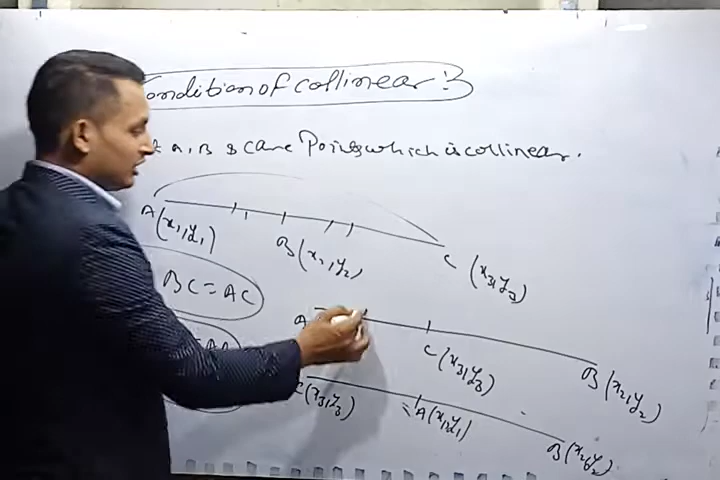 ondition of collinear :-
A, B & C are Points which is collinear.
A(x₁, y₁)
B(x₂, y₂)
C (x₃, y₃)
BC = AC
A
C(x₃, y₃)
B(x₂, y₂)
C(x₃, y₃)
A(x₁, y₁)
B(x₂, y₂)